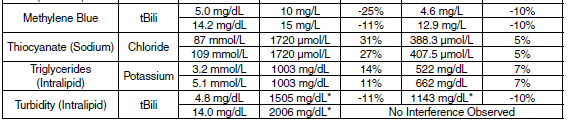 Methylene Blue tBili 5.0 mg/dL 10 mg/L -25% 4.6 mg/L -10%
14.2 mg/dL 15 mg/L -11% 12.9 mg/L -10%
Thiocyanate (Sodium) Chloride 87 mmol/L 1720 µmol/L 31% 388.3 µmol/L 5%
109 mmol/L 1720 µmol/L 27% 407.5 µmol/L 5%
Triglycerides (Intralipid) Potassium 3.2 mmol/L 1003 mg/dL 14% 522 mg/dL 7%
5.1 mmol/L 1003 mg/dL 11% 662 mg/dL 7%
Turbidity (Intralipid) tBili 4.8 mg/dL 1505 mg/dL* -11% 1143 mg/dL* -10%
14.0 mg/dL 2006 mg/dL* No Interference Observed